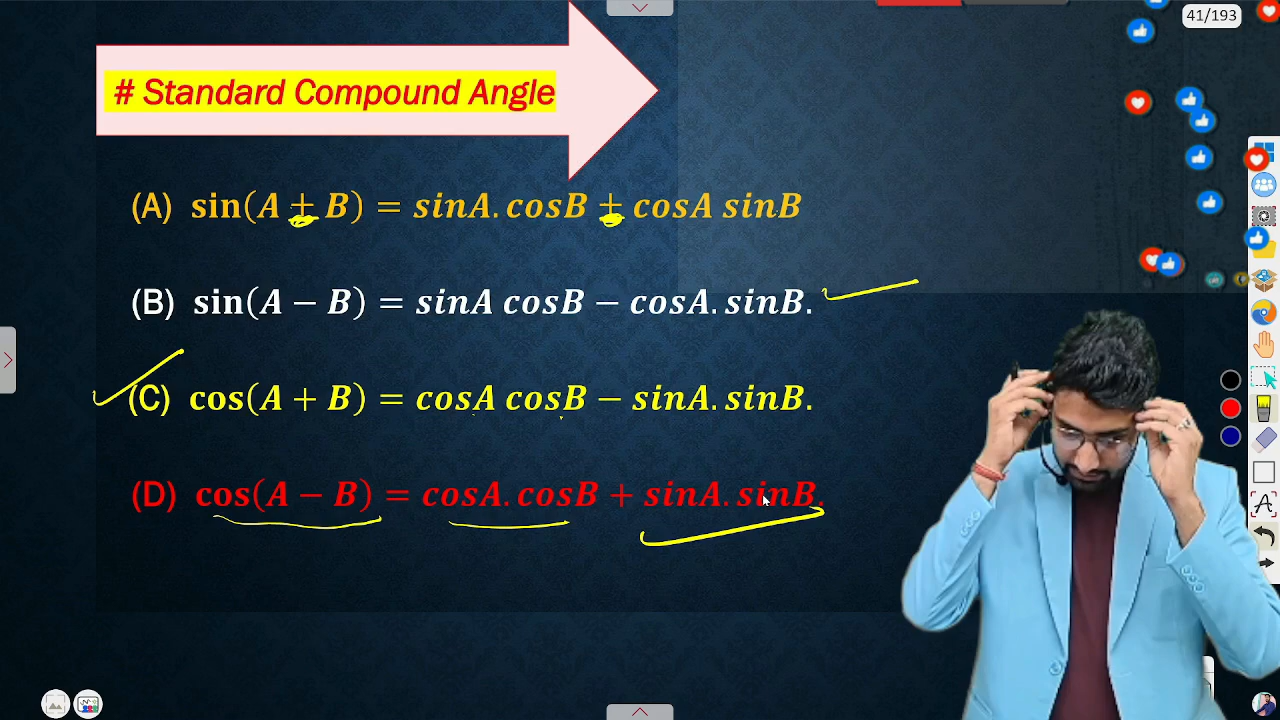 41/193
# Standard Compound Angle
(A) sin(A + B) = sinA. cosB + cosA sinB
(B) sin(A − B) = sinA cosB − cosA. sinB.
(C) cos(A + B) = cosA cosB − sinA. sinB.
(D) cos(A − B) = cosA. cosB + sinA. sinB.